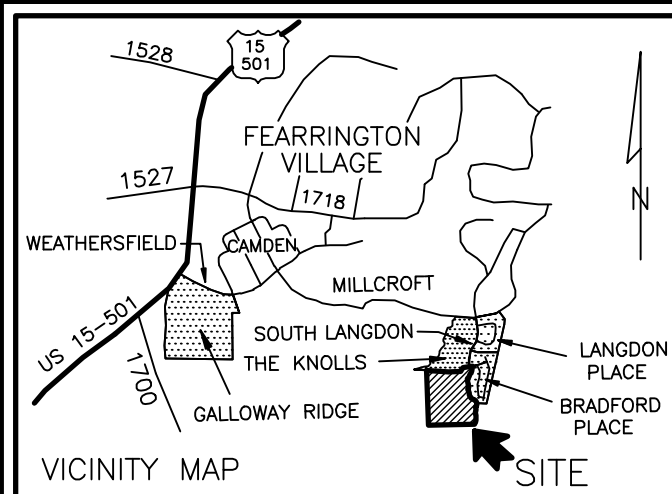 1528
15
501
FEARRINGTON
VILLAGE
1527
1718
WEATHERSFIELD
CAMDEN
N
MILLCROFT
US 15-501
SOUTH LANGDON
THE KNOLLS
LANGDON
PLACE
1700
GALLOWAY RIDGE
BRADFORD
PLACE
VICINITY MAP
SITE